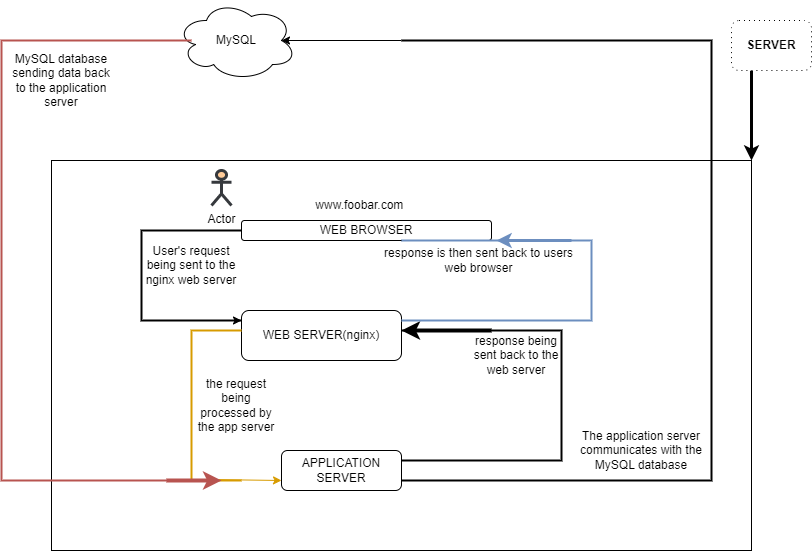 MySQL
SERVER
MySQL database
sending data back
to the application
server
Actor
www.foobar.com
WEB BROWSER
User's request
being sent to the
nginx web server
response is then sent back to users
web browser
WEB SERVER(nginx)
response being
sent back to the
web server
the request
being
processed by
the app server
The application server
communicates with the
MySQL database
APPLICATION
SERVER